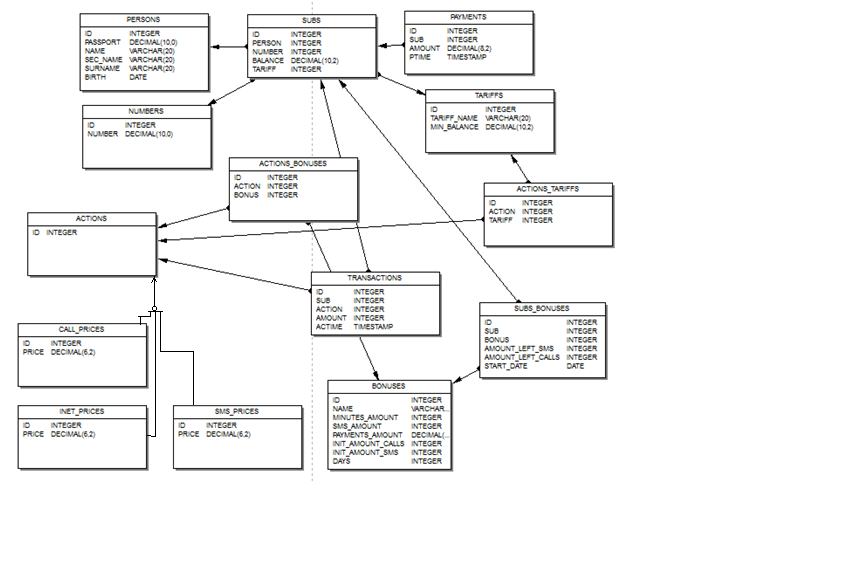 PERSONS
ID INTEGER
PASSPORT DECIMAL(10,0)
NAME VARCHAR(20)
SEC_NAME VARCHAR(20)
SURNAME VARCHAR(20)
BIRTH DATE
SUBS
ID INTEGER
PERSON INTEGER
NUMBER INTEGER
BALANCE DECIMAL(10,2)
TARIFF INTEGER
PAYMENTS
ID INTEGER
SUB INTEGER
AMOUNT DECIMAL(8,2)
PTIME TIMESTAMP
NUMBERS
ID INTEGER
NUMBER DECIMAL(10,0)
TARIFFS
ID INTEGER
TARIFF_NAME VARCHAR(20)
MIN_BALANCE DECIMAL(10,2)
ACTIONS_BONUSES
ID INTEGER
ACTION INTEGER
BONUS INTEGER
ACTIONS_TARIFFS
ID INTEGER
ACTION INTEGER
TARIFF INTEGER
ACTIONS
ID INTEGER
TRANSACTIONS
ID INTEGER
SUB INTEGER
ACTION INTEGER
AMOUNT INTEGER
ACTIME TIMESTAMP
SUBS_BONUSES
ID INTEGER
SUB INTEGER
BONUS INTEGER
AMOUNT_LEFT_SMS INTEGER
AMOUNT_LEFT_CALLS INTEGER
START_DATE DATE
CALL_PRICES
ID INTEGER
PRICE DECIMAL(6,2)
INET_PRICES
ID INTEGER
PRICE DECIMAL(6,2)
SMS_PRICES
ID INTEGER
PRICE DECIMAL(6,2)
BONUSES
ID INTEGER
NAME VARCHAR...
MINUTES_AMOUNT INTEGER
SMS_AMOUNT INTEGER
PAYMENTS_AMOUNT DECIMAL(...
INIT_AMOUNT_CALLS INTEGER
INIT_AMOUNT_SMS INTEGER
DAYS INTEGER